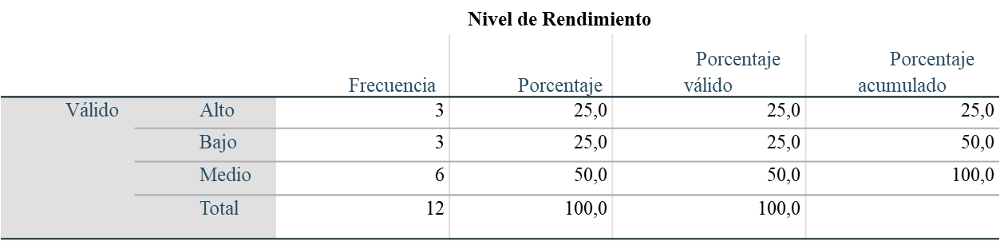 Nivel de Rendimiento
Frecuencia Porcentaje Porcentaje válido Porcentaje acumulado
Válido Alto 3 25,0 25,0 25,0
Bajo 3 25,0 25,0 50,0
Medio 6 50,0 50,0 100,0
Total 12 100,0 100,0